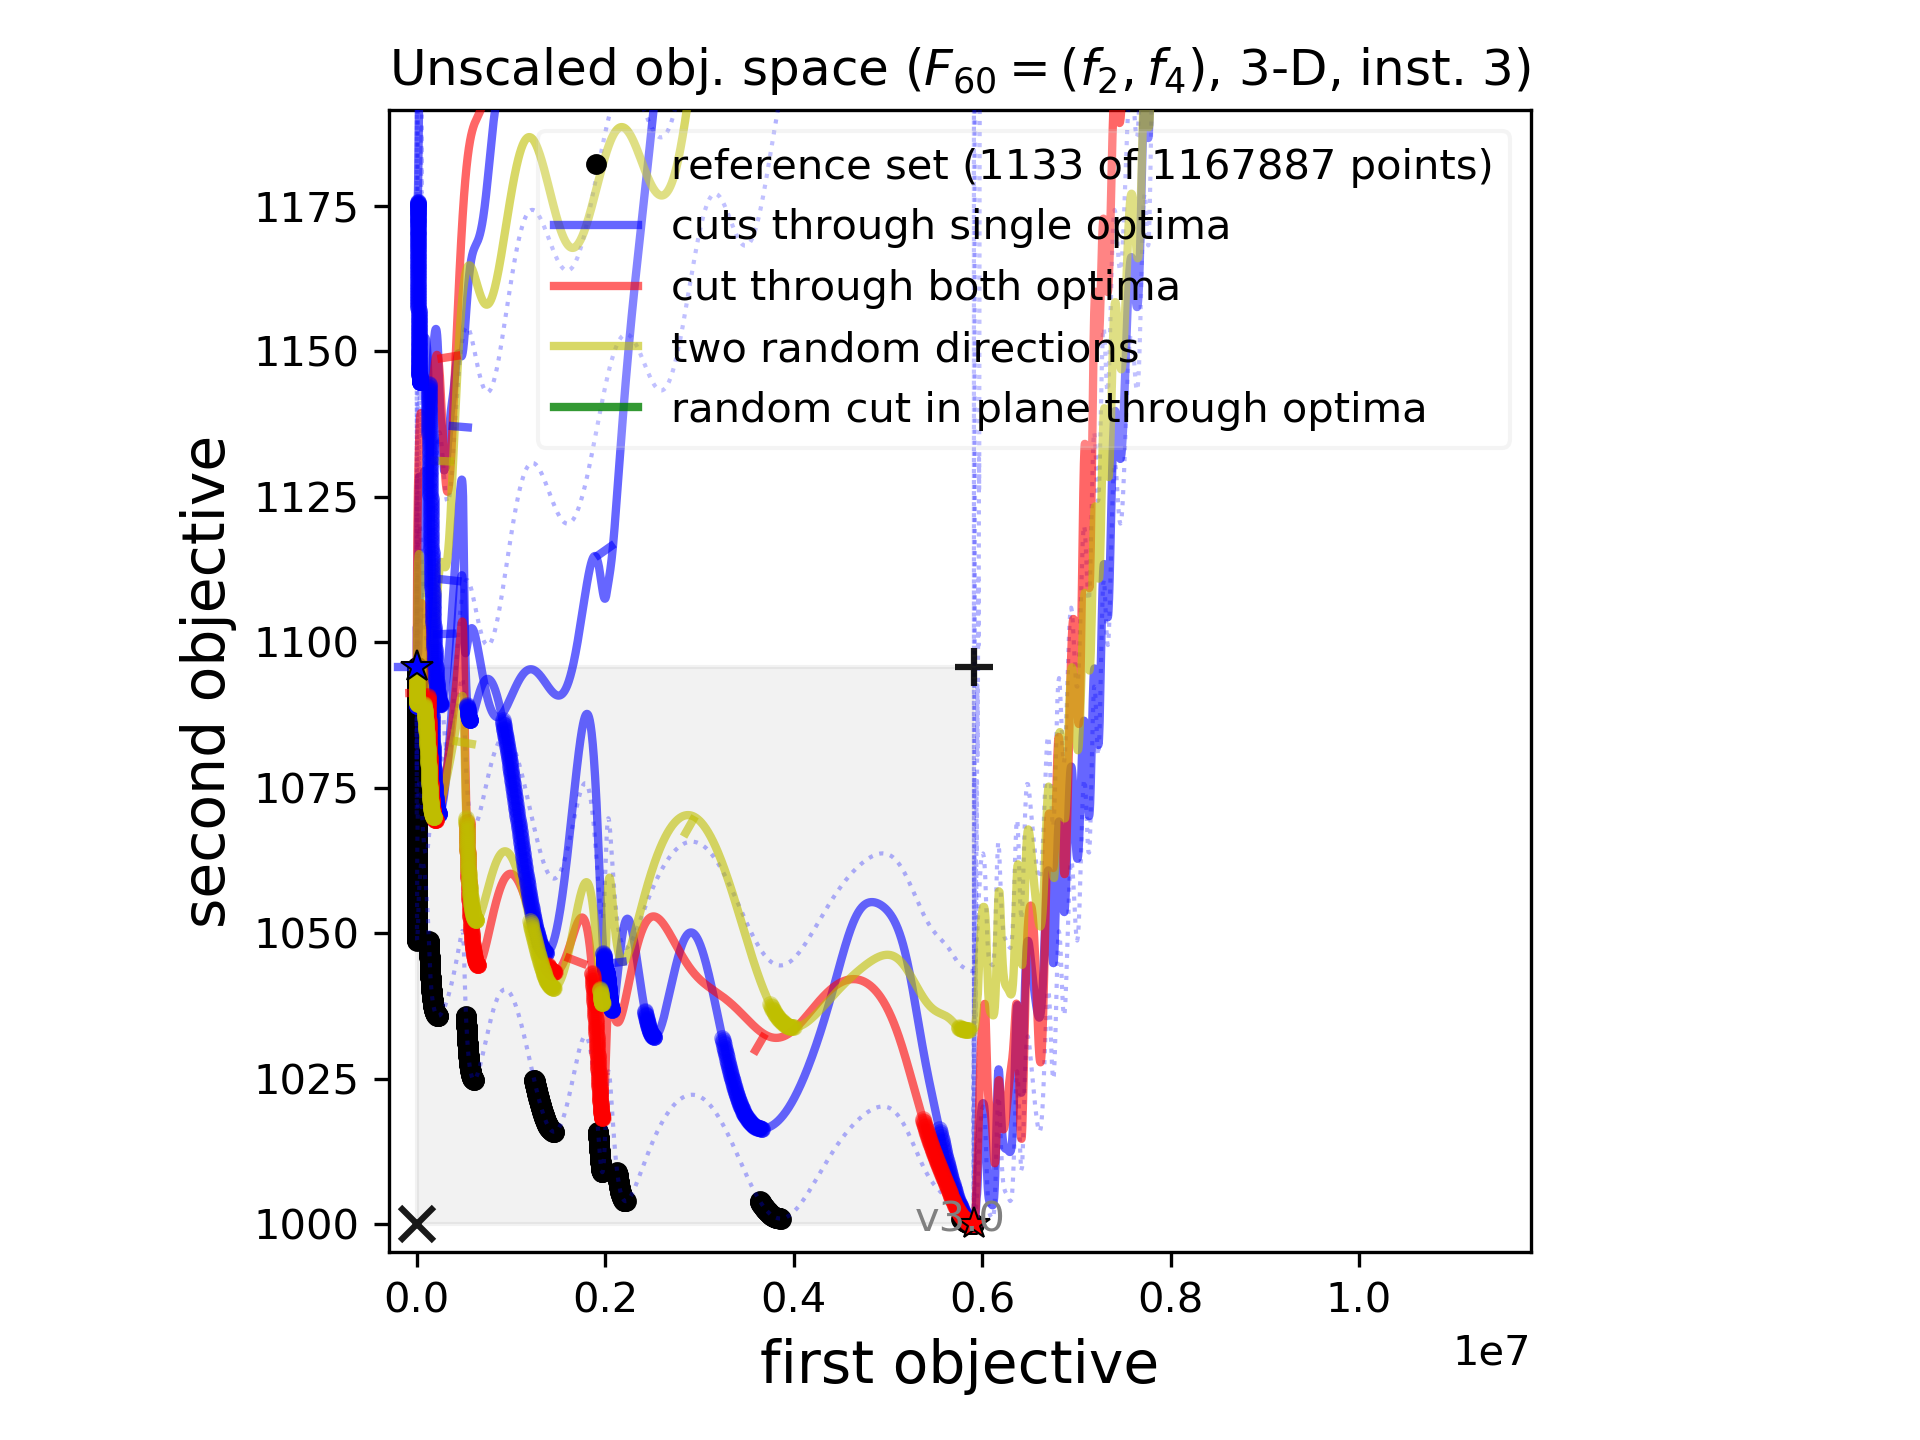 Unscaled obj. space (F₆₀ = (f₂, f₄), 3-D, inst. 3)
reference set (1133 of 1167887 points)
cuts through single optima
cut through both optima
two random directions
random cut in plane through optima
second objective
1175
1150
1125
1100
1075
1050
1025
1000
v3.0
0.0 0.2 0.4 0.6 0.8 1.0
1e7
first objective